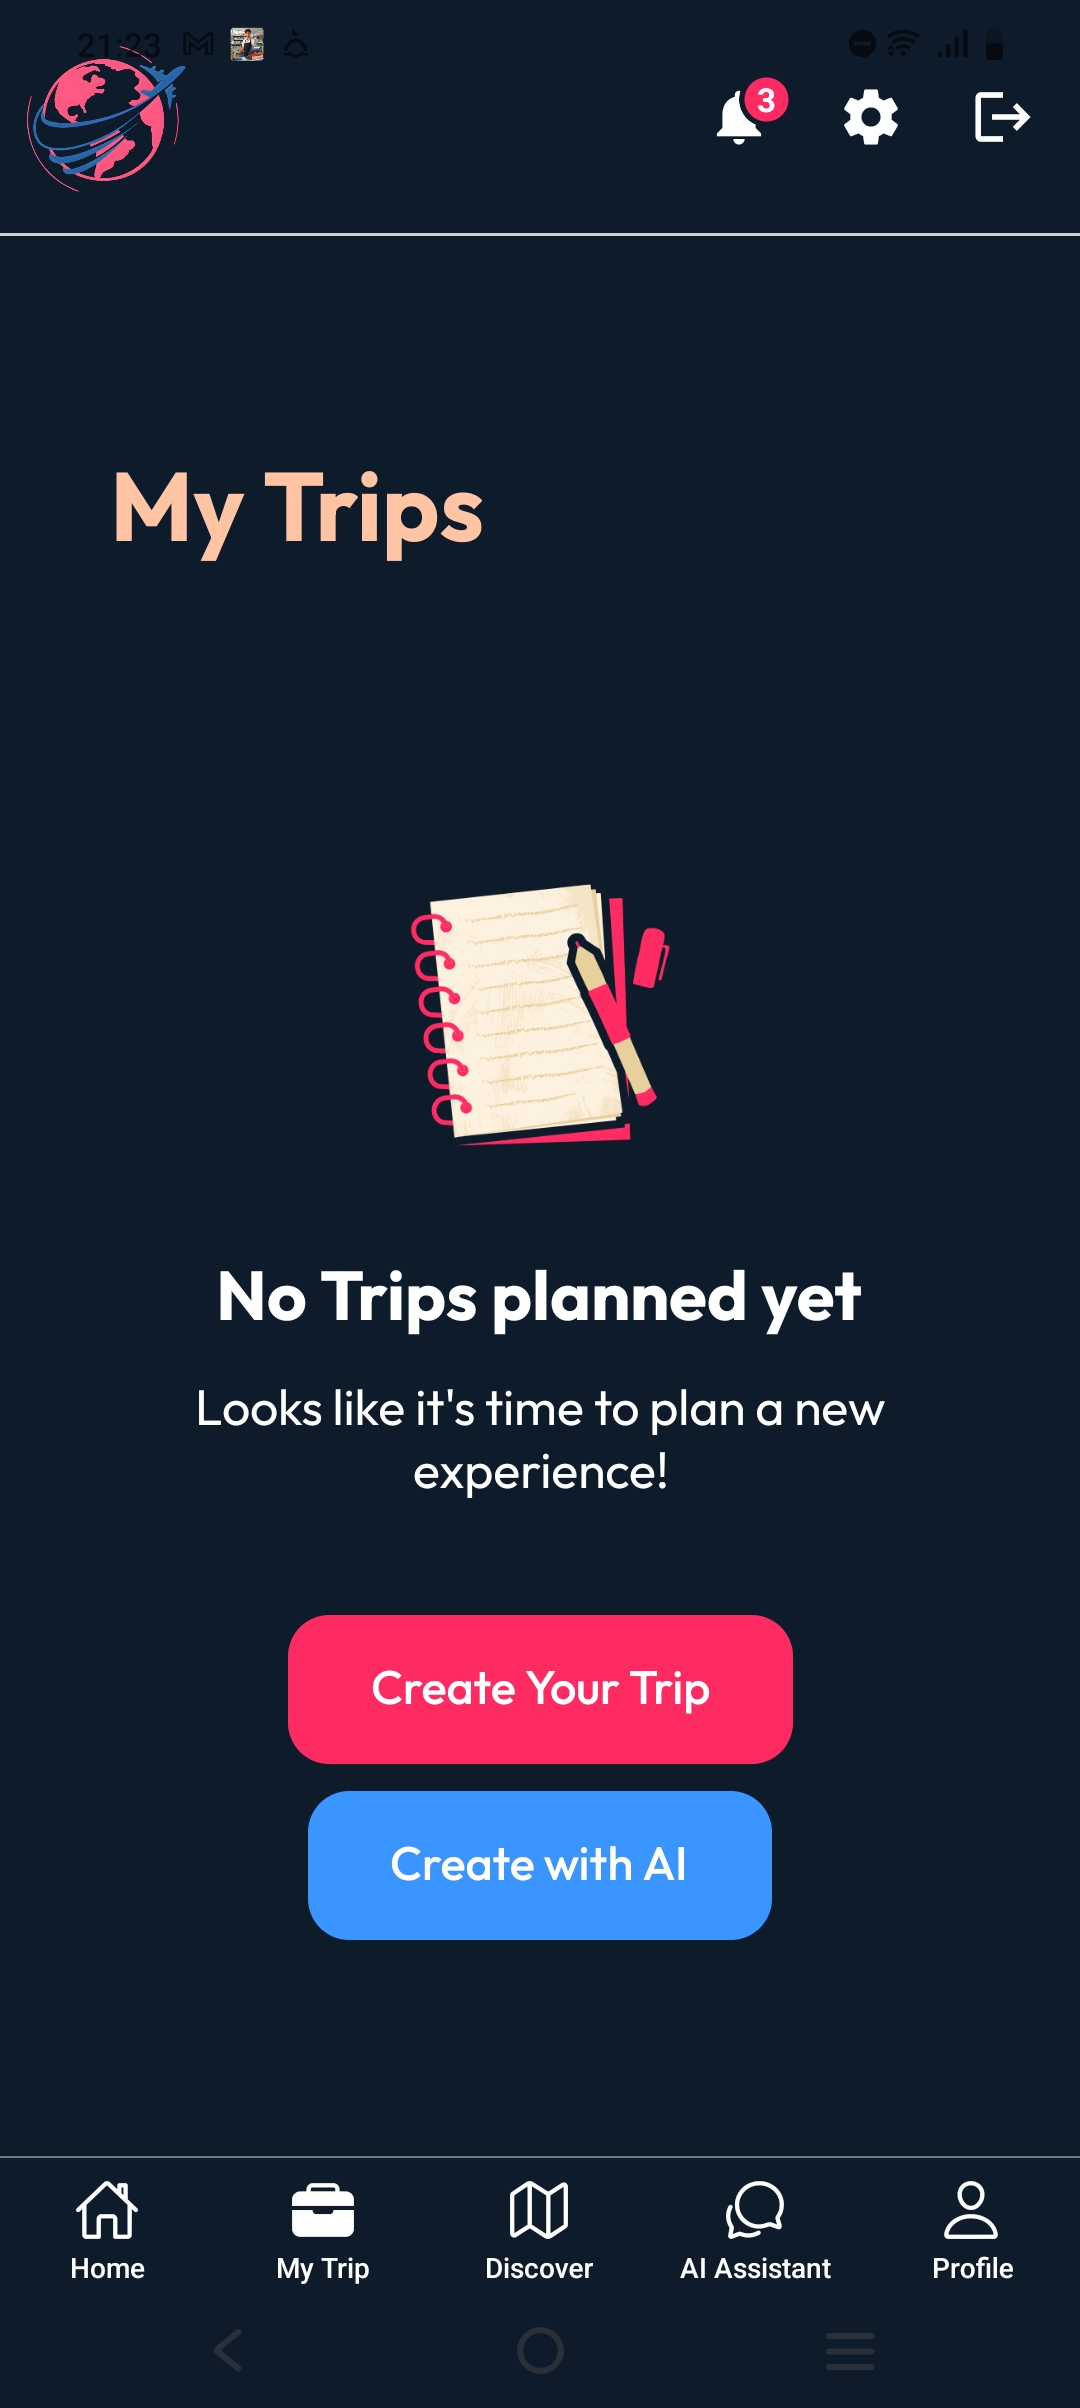 21:23
3
My Trips
No Trips planned yet
Looks like it's time to plan a new
experience!
Create Your Trip
Create with AI
Home
My Trip
Discover
AI Assistant
Profile